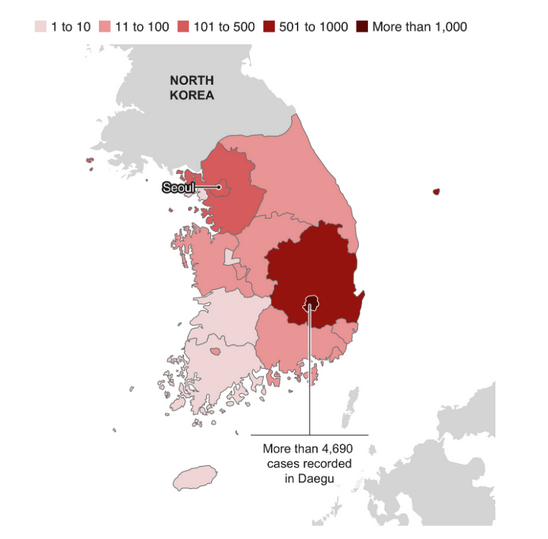 1 to 10 11 to 100 101 to 500 501 to 1000 More than 1,000
NORTH
KOREA
Seoul
More than 4,690
cases recorded
in Daegu